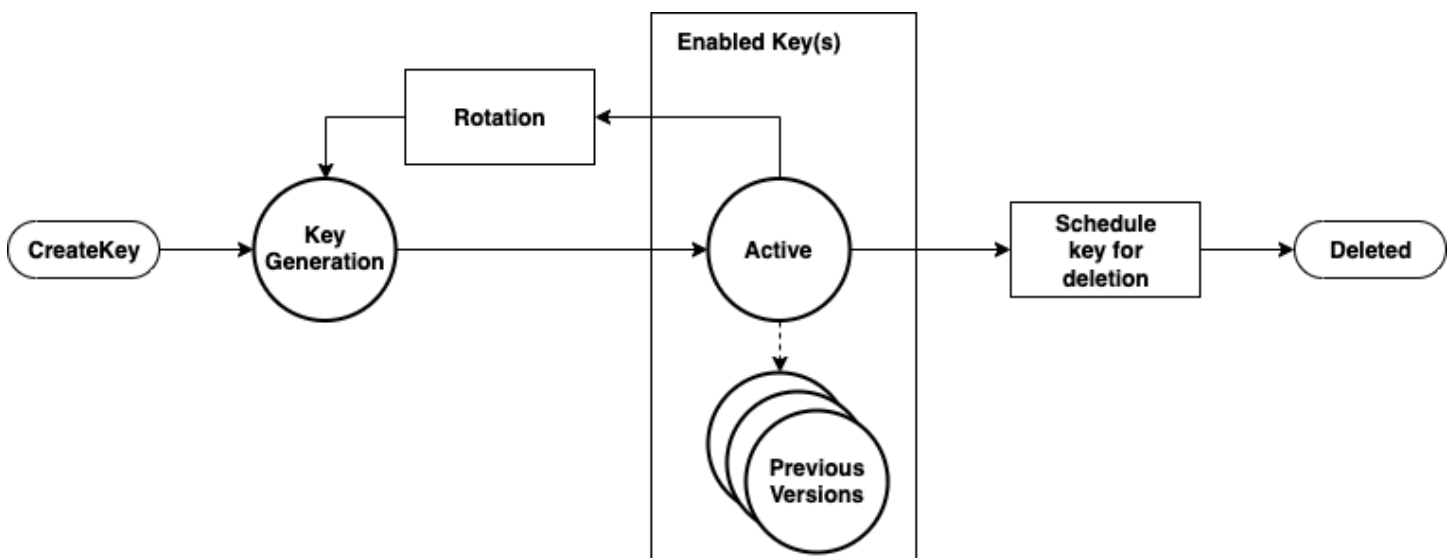 Enabled Key(s)
Rotation
CreateKey
Key
Generation
Active
Schedule
key for
deletion
Deleted
Previous
Versions